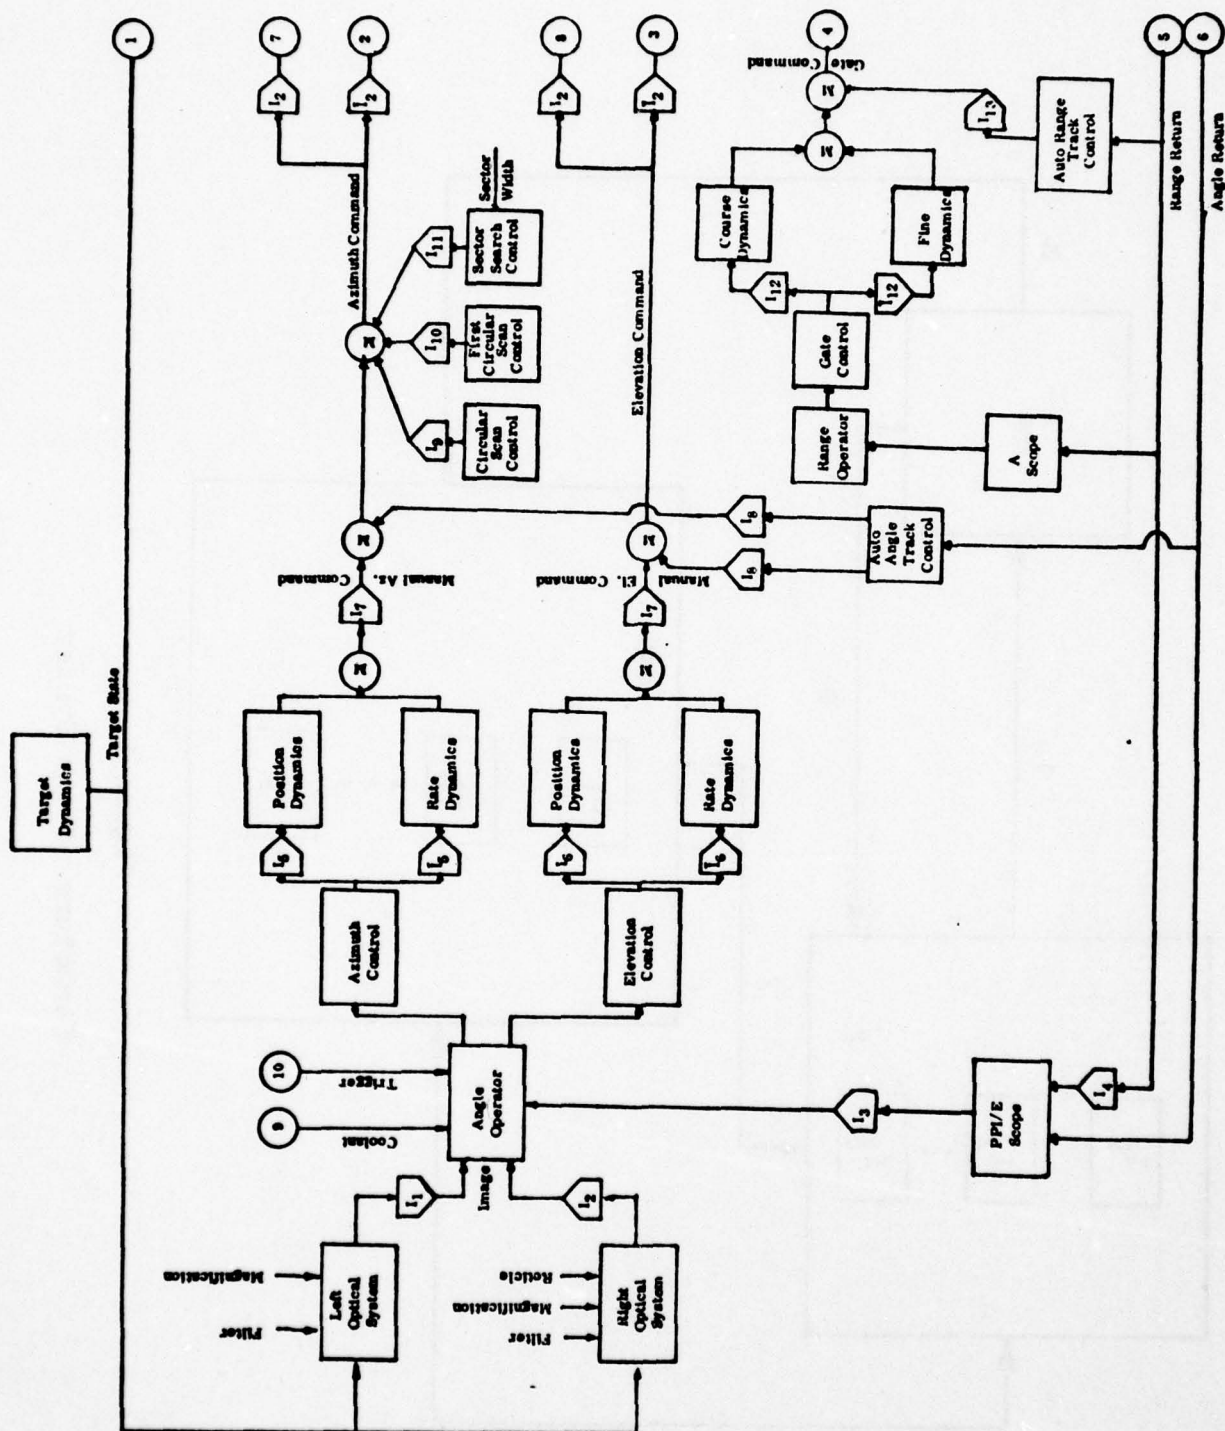 Target
Dynamics
Target State
1
7
I2
2
I2
Azimuth Command
Sector
Width
Sector
Search
Control
I11
First
Circular
Scan
Control
I10
Circular
Scan
Control
I9
M
M
Manual Az.
Command
I7
M
Position
Dynamics
Rate
Dynamics
I5
I5
Azimuth
Control
8
I2
3
I2
Elevation Command
M
Manual
El. Command
I7
M
Position
Dynamics
Rate
Dynamics
I6
I6
Elevation
Control
10
Trigger
9
Coolant
Angle
Operator
Image
I1
I2
Magnification
Filter
Left
Optical
System
Reticle
Magnification
Filter
Right
Optical
System
4
Gate
Command
M
M
Course
Dynamics
Fine
Dynamics
I12
I12
Gate
Control
Range
Operator
A
Scope
I13
Auto Range
Track
Control
I8
I8
Auto
Angle
Track
Control
5
6
Range Return
Angle Return
I3
PPI/E
Scope
I4